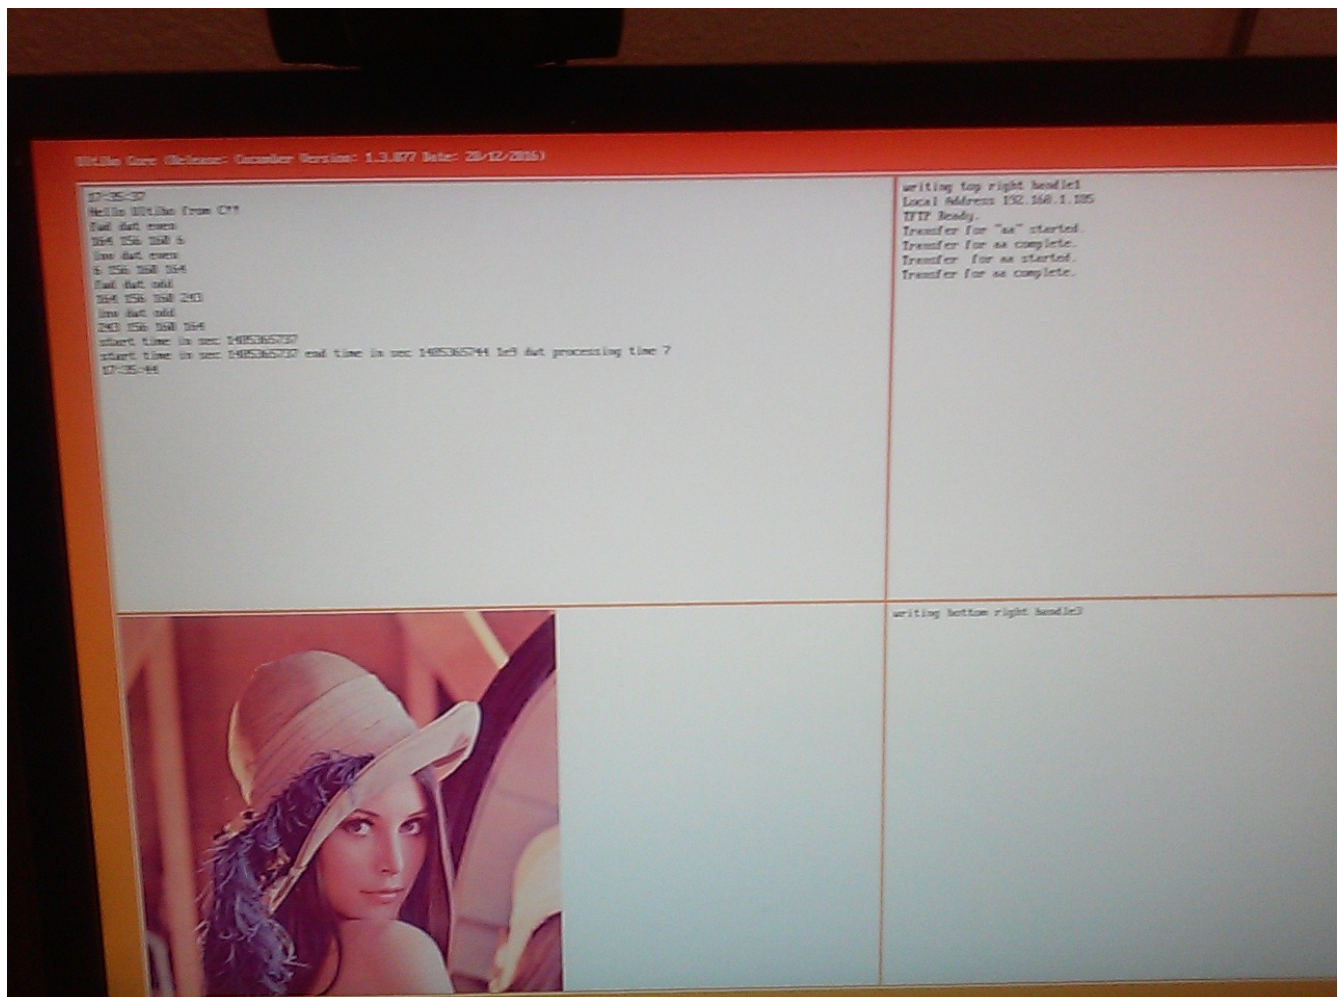 Ultibo Core (Release: Cucumber Version: 1.3.077 Date: 28/12/2016)
17:35:37
Hello Ultibo from C!!
fwd dwt even
164 156 160 6
inv dwt even
6 156 160 164
fwd dwt odd
164 156 160 243
inv dwt odd
243 156 160 164
start time in sec 1485365737
start time in sec 1485365737 end time in sec 1485365744 1e9 dwt processing time 7
17:35:44
writing top right handle1
Local Address 192.168.1.185
TFTP Ready.
Transfer for "aa" started.
Transfer for aa complete.
Transfer for aa started.
Transfer for aa complete.
writing bottom right handle3